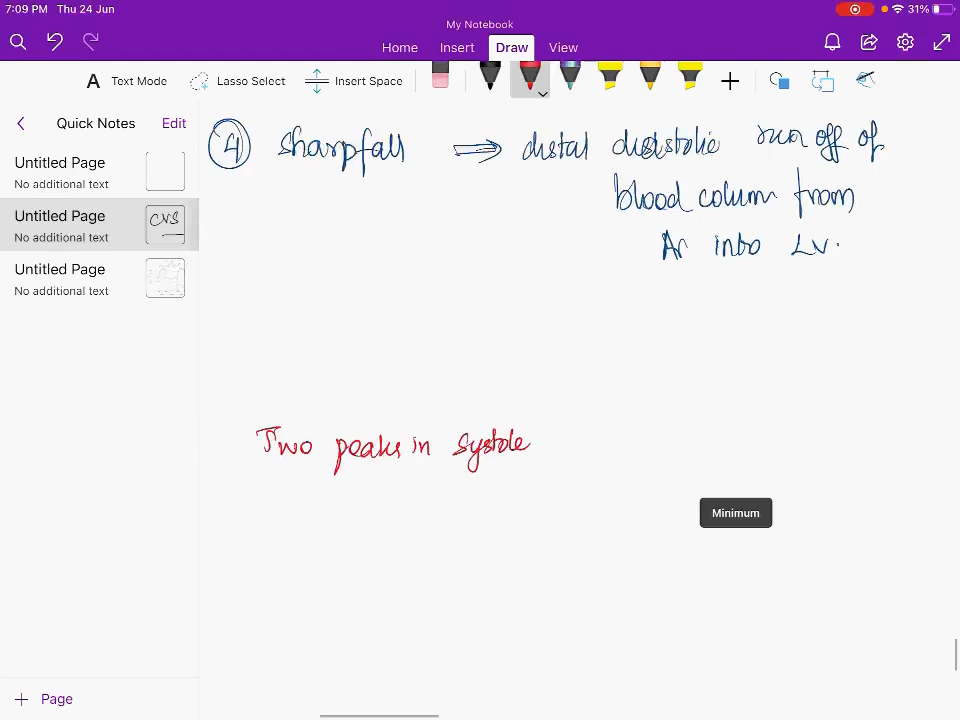 7:09 PM Thu 24 Jun
31%
My Notebook
Home Insert Draw View
A Text Mode Lasso Select Insert Space
Quick Notes Edit
Untitled Page
No additional text
Untitled Page
No additional text
CVS
Untitled Page
No additional text
4 sharpfall ⇒ distal diastolic run off of
blood column from
Ar into LV.
Two peaks in systole
Minimum
+ Page